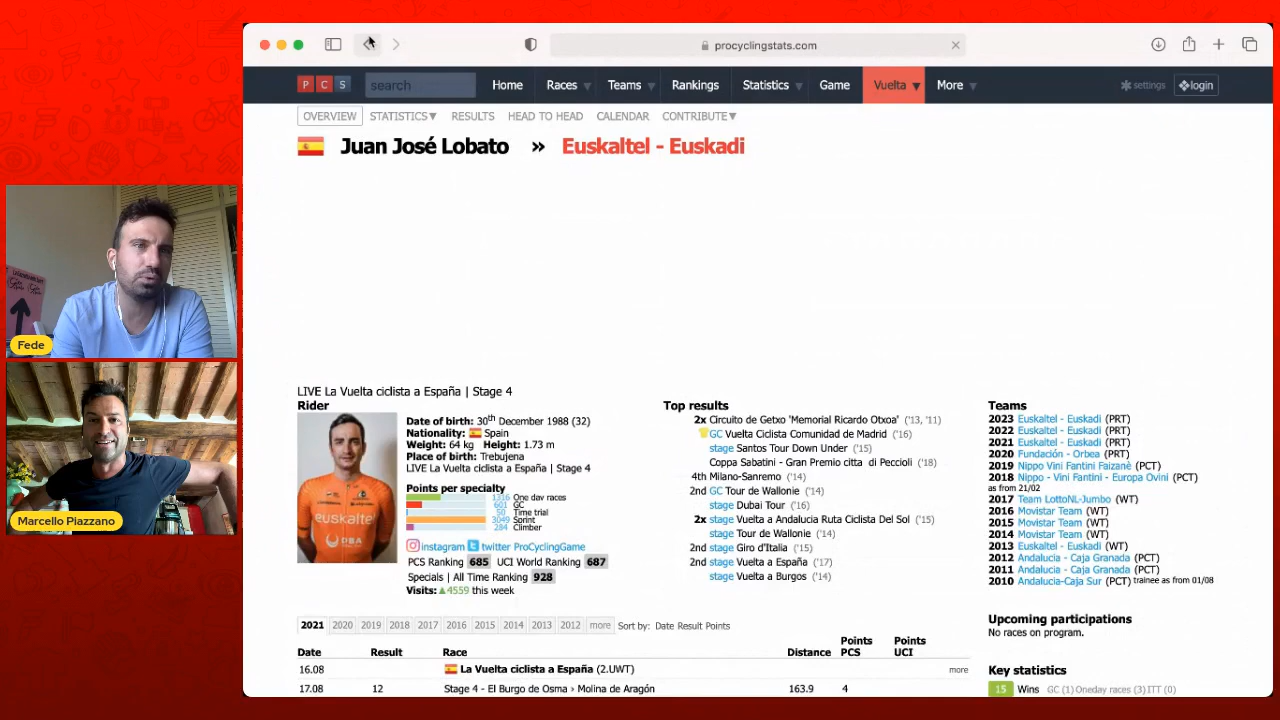 procyclingstats.com
P C S
search
Home Races Teams Rankings Statistics Game Vuelta More
settings login
OVERVIEW STATISTICS RESULTS HEAD TO HEAD CALENDAR CONTRIBUTE
Juan José Lobato » Euskaltel - Euskadi
LIVE La Vuelta ciclista a España | Stage 4
Rider
Date of birth: 30th December 1988 (32)
Nationality: Spain
Weight: 64 kg Height: 1.73 m
Place of birth: Trebujena
LIVE La Vuelta ciclista a España | Stage 4
Points per specialty
1316 One day races
601 GC
50 Time trial
3049 Sprint
284 Climber
instagram twitter ProCyclingGame
PCS Ranking 685 UCI World Ranking 687
Specials | All Time Ranking 928
Visits: ▲4559 this week
euskaltel
DBA
Top results
2x Circuito de Getxo 'Memorial Ricardo Otxoa' ('13, '11)
GC Vuelta Ciclista Comunidad de Madrid ('16)
stage Santos Tour Down Under ('15)
Coppa Sabatini - Gran Premio citta di Peccioli ('18)
4th Milano-Sanremo ('14)
2nd GC Tour de Wallonie ('14)
stage Dubai Tour ('16)
2x stage Vuelta a Andalucia Ruta Ciclista Del Sol ('15)
stage Tour de Wallonie ('14)
2nd stage Giro d'Italia ('15)
2nd stage Vuelta a España ('17)
stage Vuelta a Burgos ('14)
Teams
2023 Euskaltel - Euskadi (PRT)
2022 Euskaltel - Euskadi (PRT)
2021 Euskaltel - Euskadi (PRT)
2020 Fundación - Orbea (PRT)
2019 Nippo Vini Fantini Faizanè (PCT)
2018 Nippo - Vini Fantini - Europa Ovini (PCT)
as from 21/02
2017 Team LottoNL-Jumbo (WT)
2016 Movistar Team (WT)
2015 Movistar Team (WT)
2014 Movistar Team (WT)
2013 Euskaltel - Euskadi (WT)
2012 Andalucia - Caja Granada (PCT)
2011 Andalucia - Caja Granada (PCT)
2010 Andalucia-Caja Sur (PCT) trainee as from 01/08
Upcoming participations
No races on program.
Key statistics
15 Wins GC (1) Oneday races (3) ITT (0)
2021 2020 2019 2018 2017 2016 2015 2014 2013 2012 more Sort by: Date Result Points
Date Result Race Distance Points PCS Points UCI
16.08 La Vuelta ciclista a España (2.UWT) more
17.08 12 Stage 4 - El Burgo de Osma › Molina de Aragón 163.9 4
Fede
Marcello Piazzano